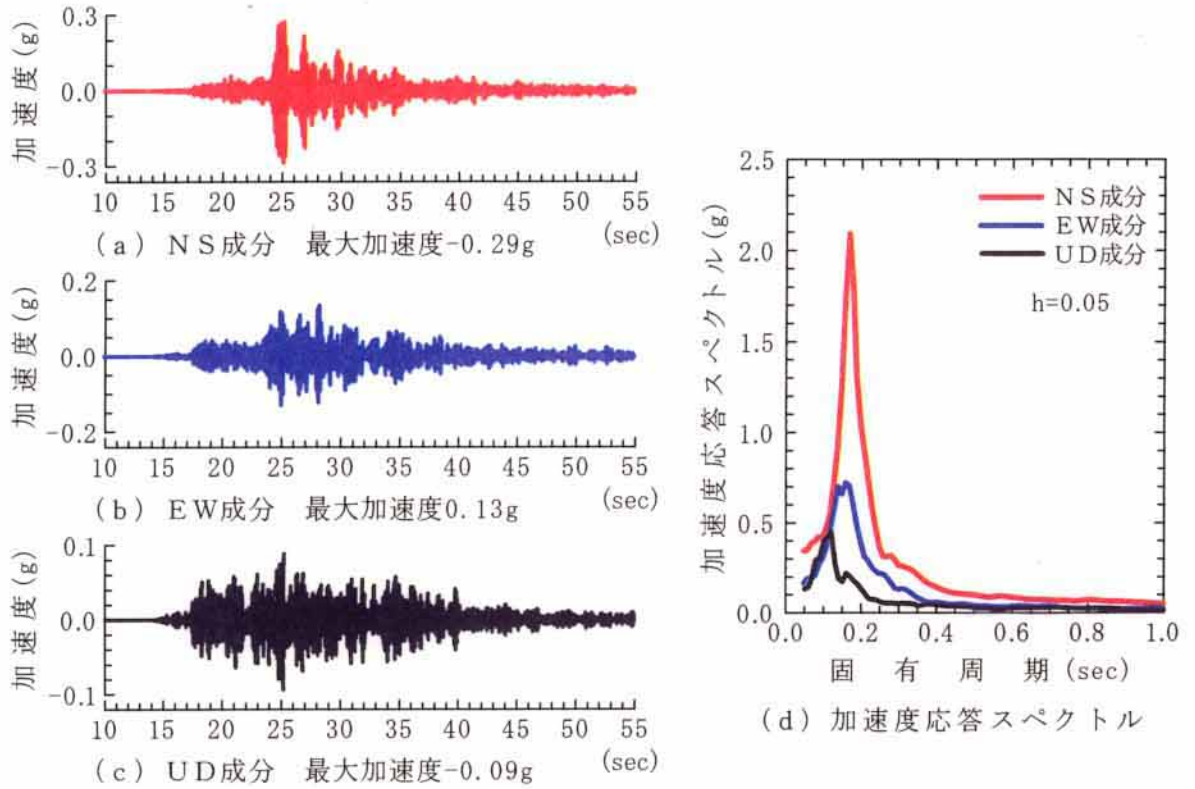 加速度(g)
0.3
0.0
-0.3
10 15 20 25 30 35 40 45 50 55
(a) NS成分 最大加速度-0.29g (sec)
加速度(g)
0.2
0.0
-0.2
10 15 20 25 30 35 40 45 50 55
(b) EW成分 最大加速度0.13g (sec)
加速度(g)
0.1
0.0
-0.1
10 15 20 25 30 35 40 45 50 55
(c) UD成分 最大加速度-0.09g (sec)
加速度応答スペクトル(g)
2.5
2.0
1.5
1.0
0.5
0.0
NS成分
EW成分
UD成分
h=0.05
0.0 0.2 0.4 0.6 0.8 1.0
固有周期(sec)
(d) 加速度応答スペクトル